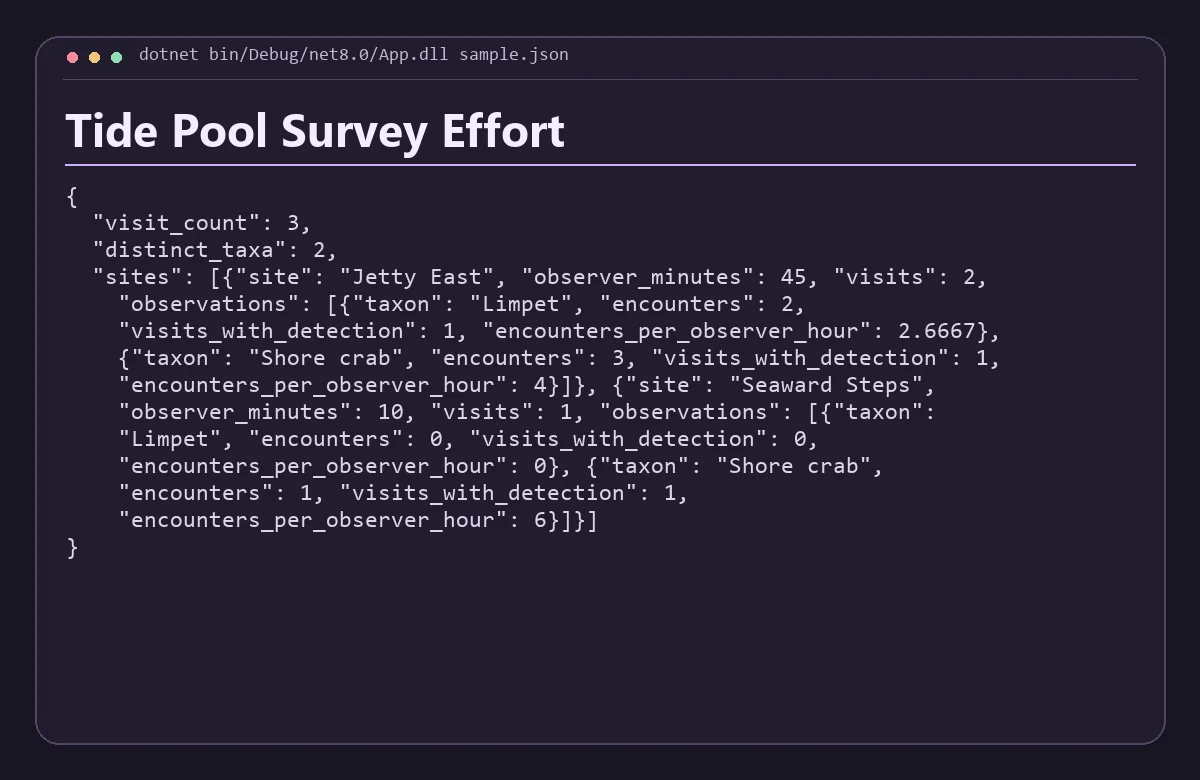 dotnet bin/Debug/net8.0/App.dll sample.json
Tide Pool Survey Effort
{
  "visit_count": 3,
  "distinct_taxa": 2,
  "sites": [{"site": "Jetty East", "observer_minutes": 45, "visits": 2,
    "observations": [{"taxon": "Limpet", "encounters": 2,
    "visits_with_detection": 1, "encounters_per_observer_hour": 2.6667},
    {"taxon": "Shore crab", "encounters": 3, "visits_with_detection": 1,
    "encounters_per_observer_hour": 4}]}, {"site": "Seaward Steps",
    "observer_minutes": 10, "visits": 1, "observations": [{"taxon":
    "Limpet", "encounters": 0, "visits_with_detection": 0,
    "encounters_per_observer_hour": 0}, {"taxon": "Shore crab",
    "encounters": 1, "visits_with_detection": 1,
    "encounters_per_observer_hour": 6}]}]
}